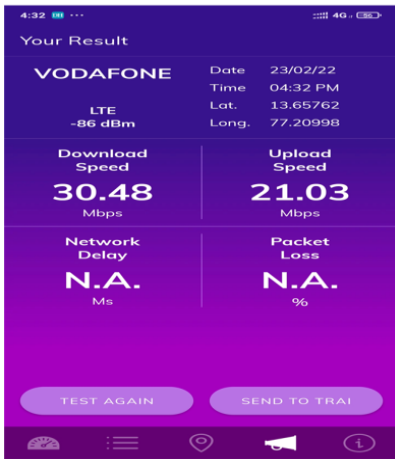 4:32 ···
4G
Your Result
VODAFONE
LTE
-86 dBm
Date 23/02/22
Time 04:32 PM
Lat. 13.65762
Long. 77.20998
Download
Speed
30.48
Mbps
Upload
Speed
21.03
Mbps
Network
Delay
N.A.
Ms
Packet
Loss
N.A.
%
TEST AGAIN
SEND TO TRAI